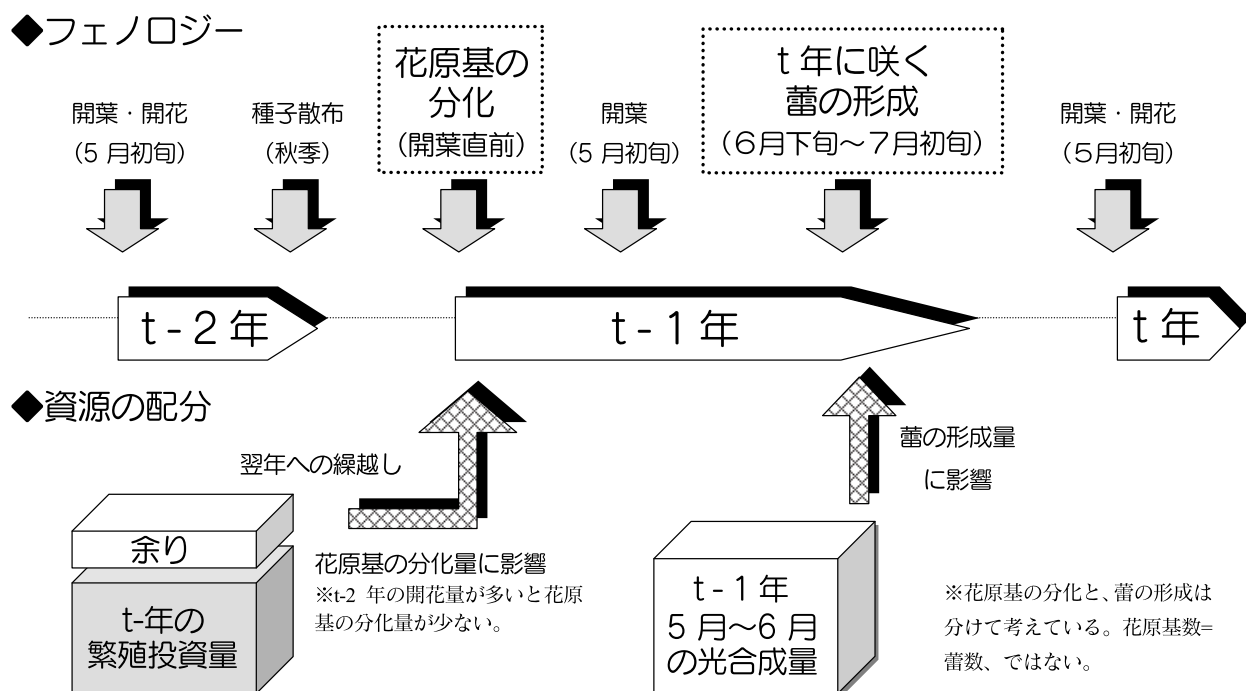 ◆フェノロジー
開葉・開花
(5 月初旬)
種子散布
(秋季)
花原基の
分化
(開葉直前)
開葉
(5 月初旬)
t 年に咲く
蕾の形成
(6月下旬～7月初旬)
開葉・開花
(5月初旬)
t - 2 年
t - 1 年
t 年
◆資源の配分
翌年への繰越し
余り
t-年の
繁殖投資量
花原基の分化量に影響
※t-2 年の開花量が多いと花原
基の分化量が少ない。
蕾の形成量
に影響
t - 1 年
5 月～6 月
の光合成量
※花原基の分化と、蕾の形成は
分けて考えている。花原基数=
蕾数、ではない。